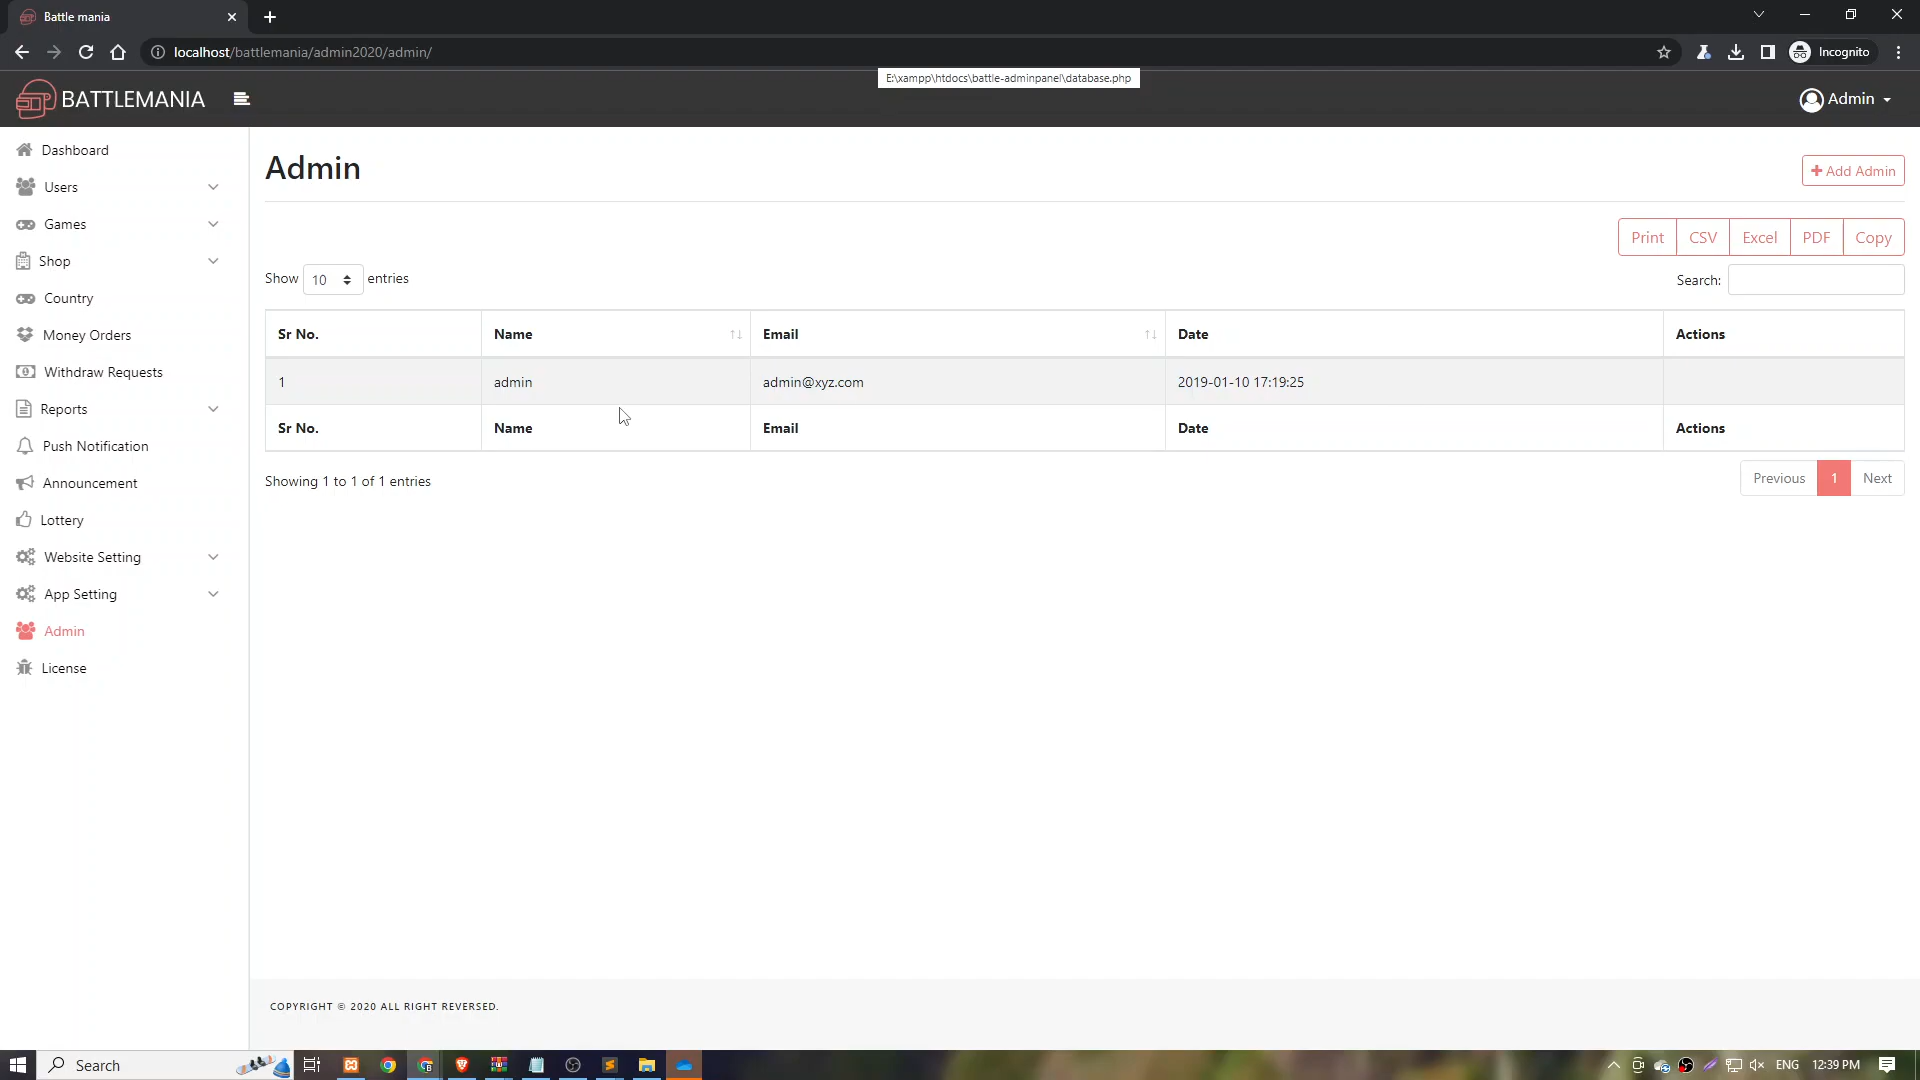 Battle mania
localhost/battlemania/admin2020/admin/
Incognito
E:\xampp\htdocs\battle-adminpanel\database.php
BATTLEMANIA
Admin
Dashboard
Users
Games
Shop
Country
Money Orders
Withdraw Requests
Reports
Push Notification
Announcement
Lottery
Website Setting
App Setting
Admin
License
Admin
Add Admin
Print CSV Excel PDF Copy
Show 10 entries
Search:
Sr No. Name Email Date Actions
1 admin admin@xyz.com 2019-01-10 17:19:25
Sr No. Name Email Date Actions
Showing 1 to 1 of 1 entries
Previous 1 Next
COPYRIGHT © 2020 ALL RIGHT REVERSED.
Search
ENG 12:39 PM